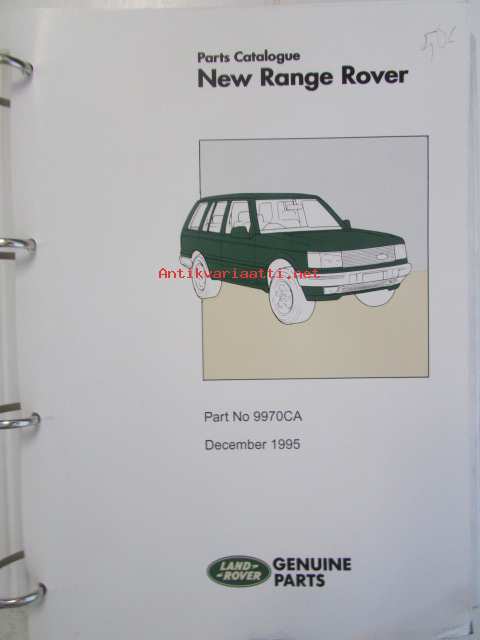 Parts Catalogue
New Range Rover
Antikvariaatti.net
Part No 9970CA
December 1995
LAND-
-ROVER
GENUINE
PARTS